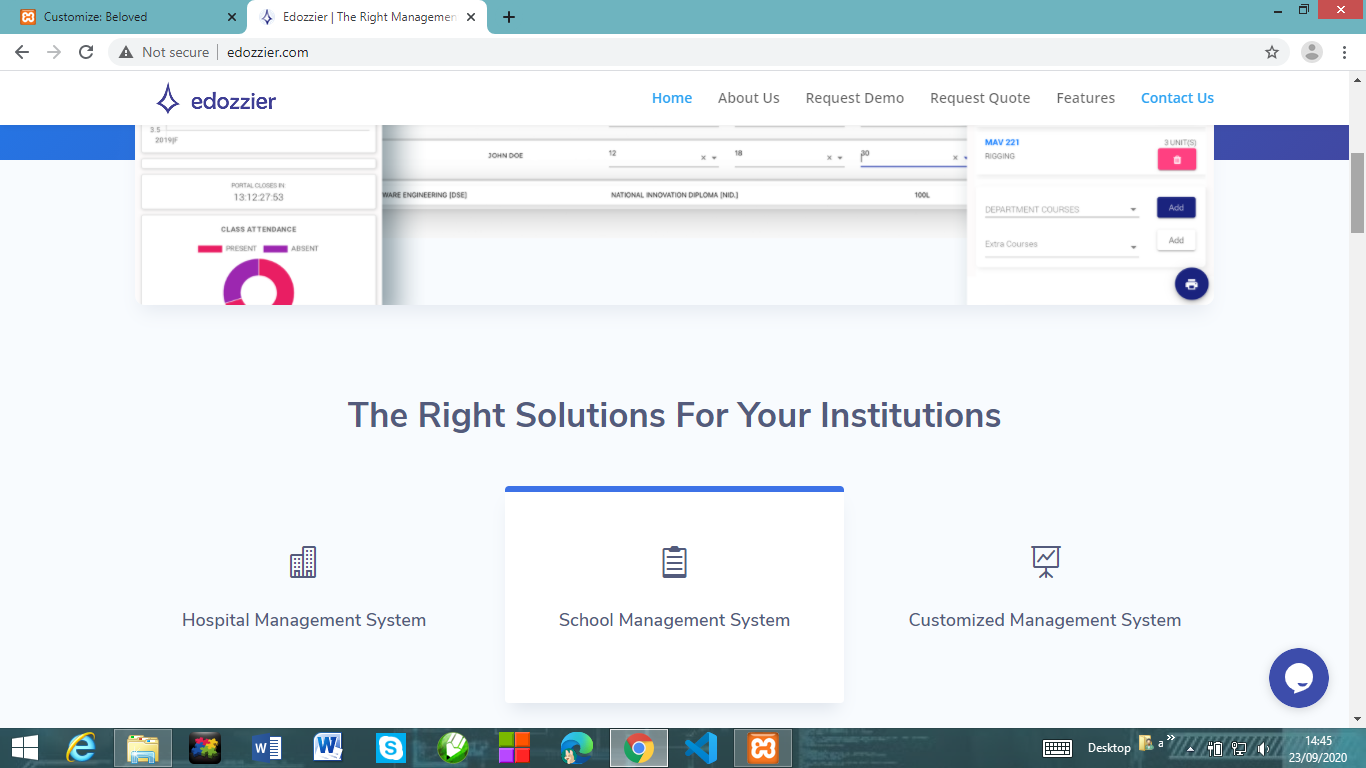 Customize: Beloved
Edozzier | The Right Managemen
Not secure
edozzier.com
edozzier
Home About Us Request Demo Request Quote Features Contact Us
3.5
2019|F
JOHN DOE 12 18 30
MAV 221 3 UNIT(S)
RIGGING
PORTAL CLOSES IN
13:12:27:53
WARE ENGINEERING [DSE] NATIONAL INNOVATION DIPLOMA [NID.] 100L
DEPARTMENT COURSES Add
Extra Courses Add
CLASS ATTENDANCE
PRESENT ABSENT
The Right Solutions For Your Institutions
Hospital Management System
School Management System
Customized Management System
Desktop
a
14:45
23/09/2020